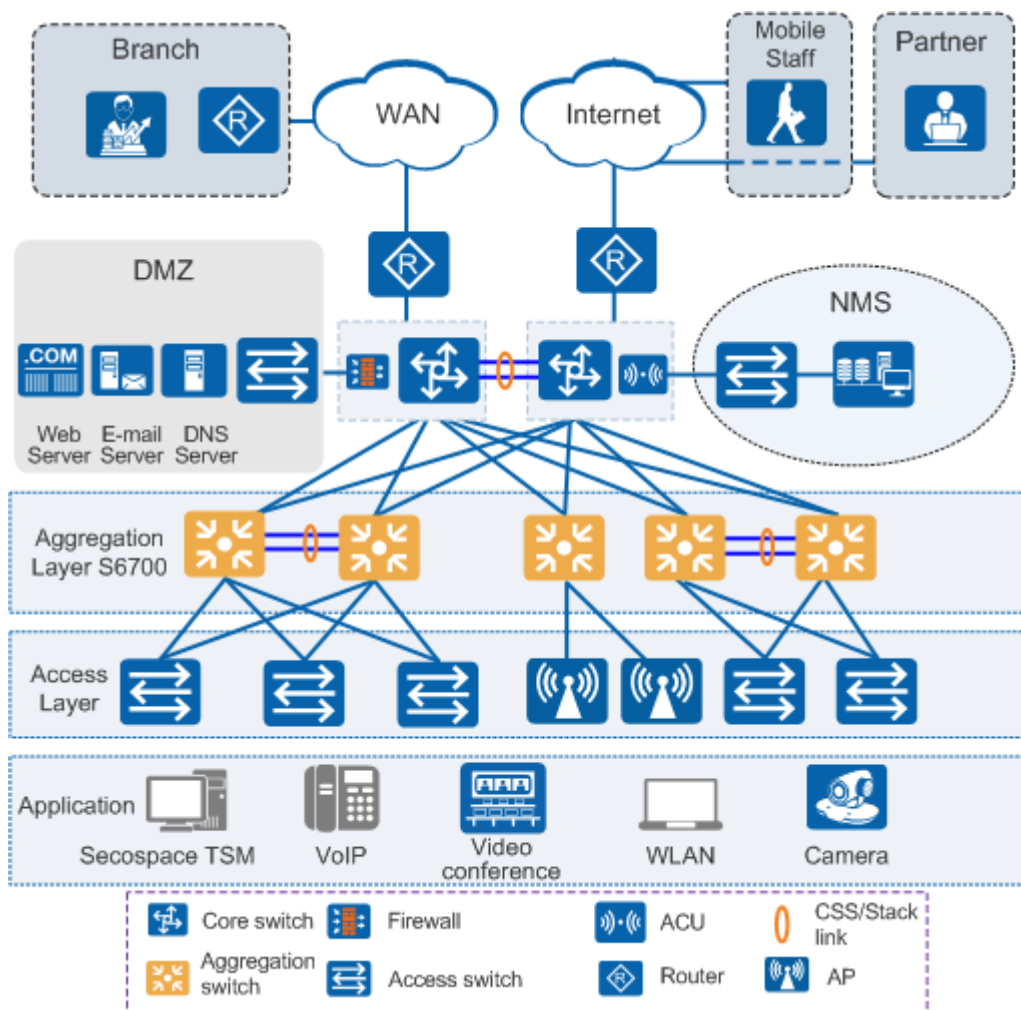 Branch
WAN
Internet
Mobile
Staff
Partner
R
R
R
DMZ
NMS
.COM
Web
Server
E-mail
Server
DNS
Server
Aggregation
Layer S6700
Access
Layer
Application
Secospace TSM
VoIP
Video
conference
WLAN
Camera
Core switch
Firewall
ACU
CSS/Stack
link
Aggregation
switch
Access switch
R
Router
AP